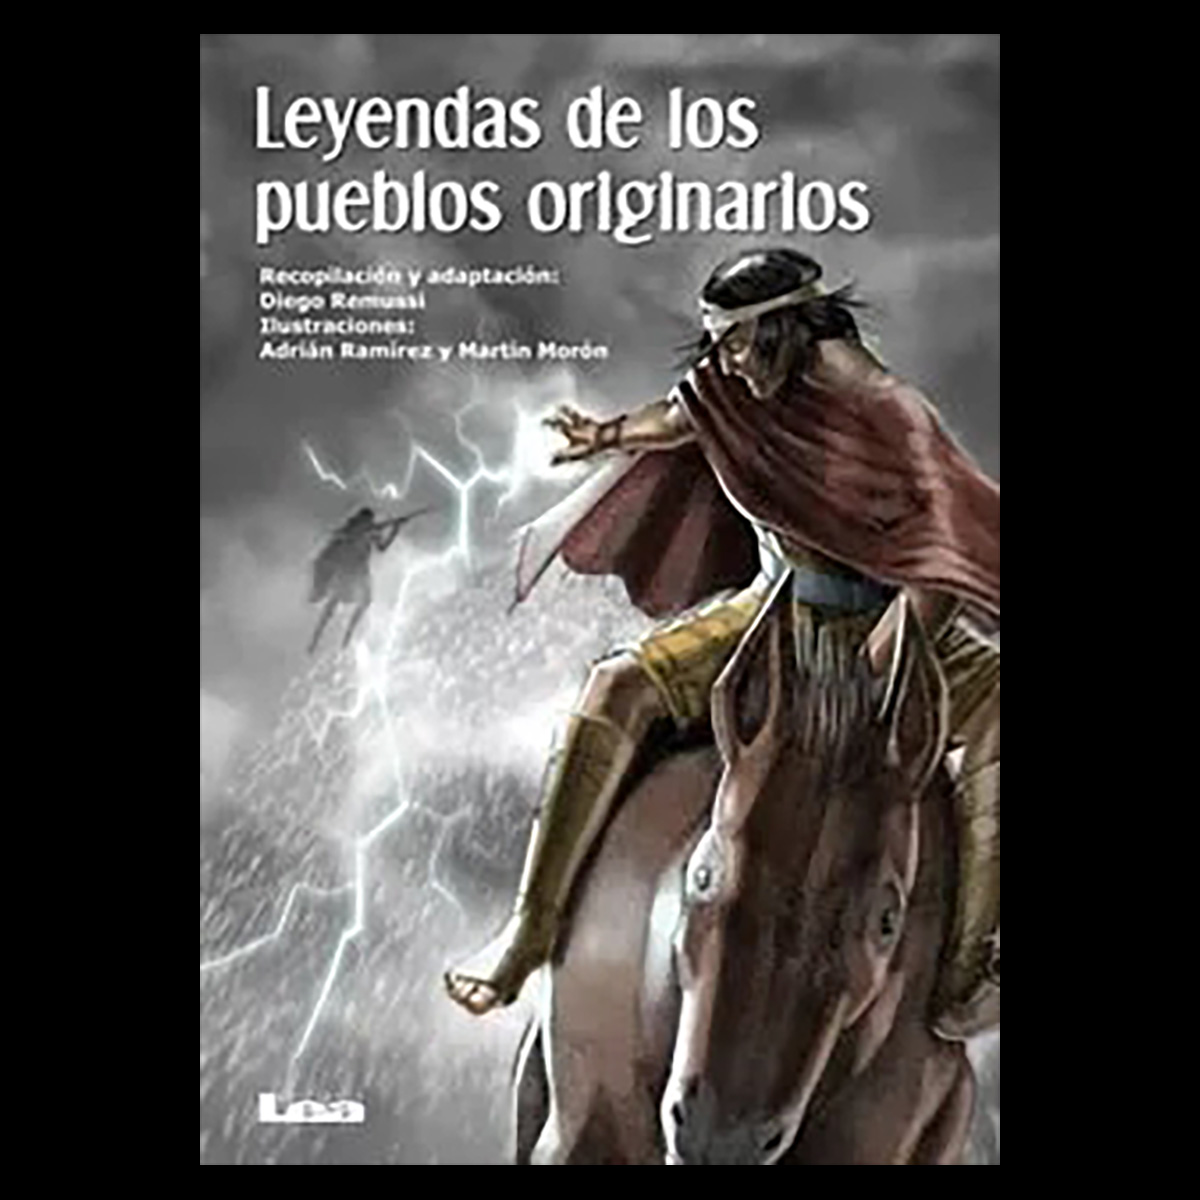 Leyendas de los
pueblos originarios
Recopilación y adaptación:
Diego Remussi
Ilustraciones:
Adrián Ramírez y Martín Morón
Lea